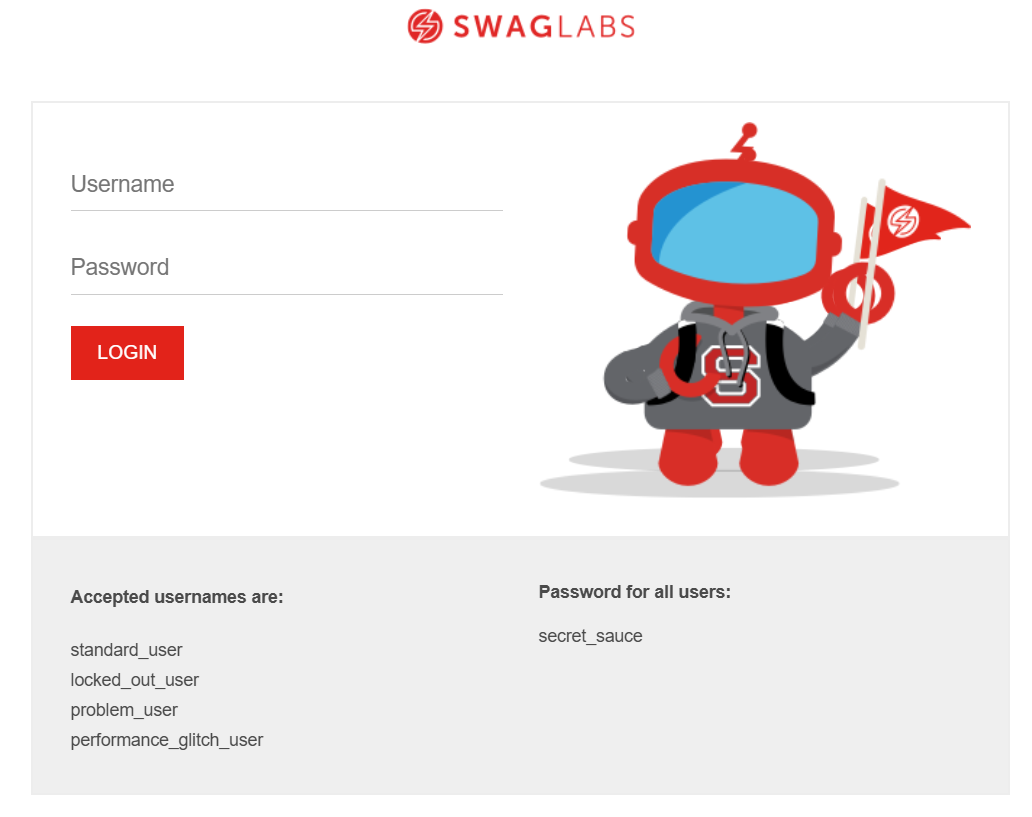 SWAGLABS
Username
Password
LOGIN
S
Accepted usernames are:
standard_user
locked_out_user
problem_user
performance_glitch_user
Password for all users:
secret_sauce